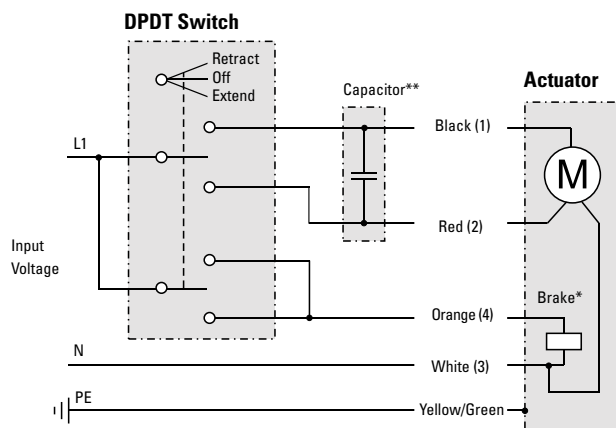 DPDT Switch
Retract
Off
Extend
Capacitor**
Actuator
Black (1)
L1
M
Red (2)
Input
Voltage
Brake*
Orange (4)
N
White (3)
PE
Yellow/Green